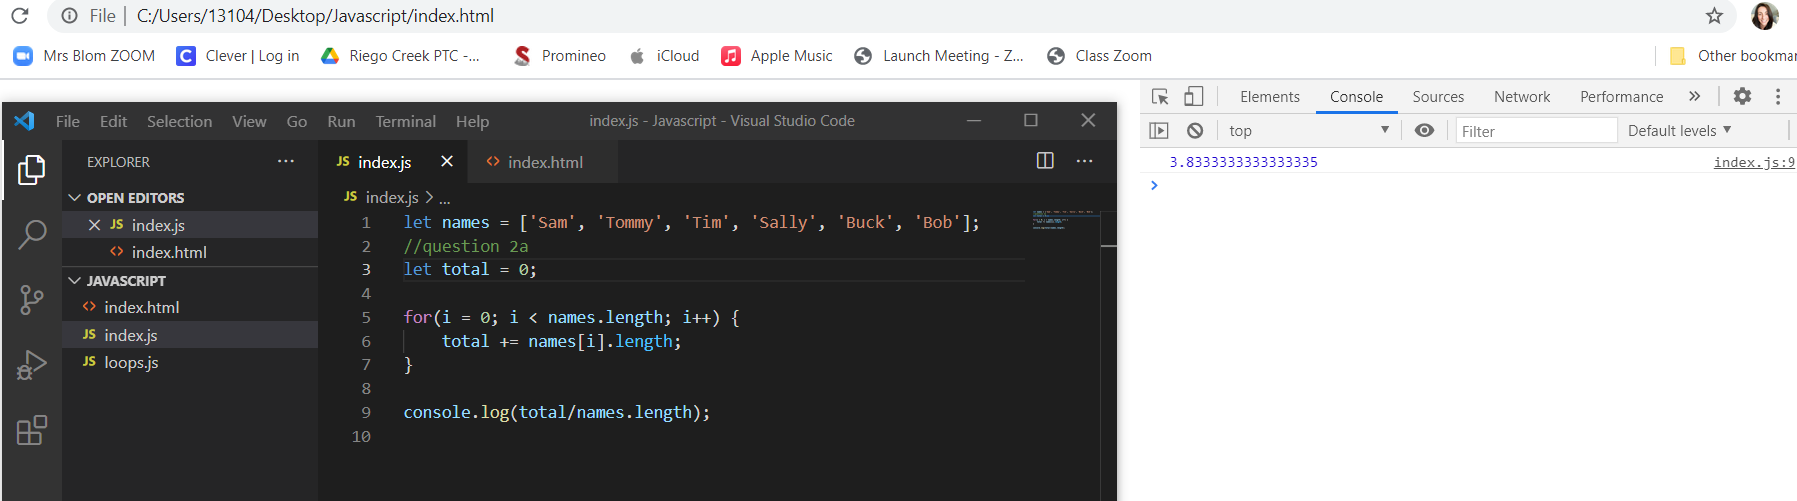 File C:/Users/13104/Desktop/Javascript/index.html
Mrs Blom ZOOM Clever | Log in Riego Creek PTC -... Promineo iCloud Apple Music Launch Meeting - Z... Class Zoom Other bookmar
File Edit Selection View Go Run Terminal Help index.js - Javascript - Visual Studio Code
Elements Console Sources Network Performance »
top Filter Default levels
3.8333333333333335 index.js:9
EXPLORER ...
OPEN EDITORS
JS index.js
<> index.html
JAVASCRIPT
<> index.html
JS index.js
JS loops.js
JS index.js <> index.html ...
JS index.js > ...
1 let names = ['Sam', 'Tommy', 'Tim', 'Sally', 'Buck', 'Bob'];
2 //question 2a
3 let total = 0;
4
5 for(i = 0; i < names.length; i++) {
6 total += names[i].length;
7 }
8
9 console.log(total/names.length);
10